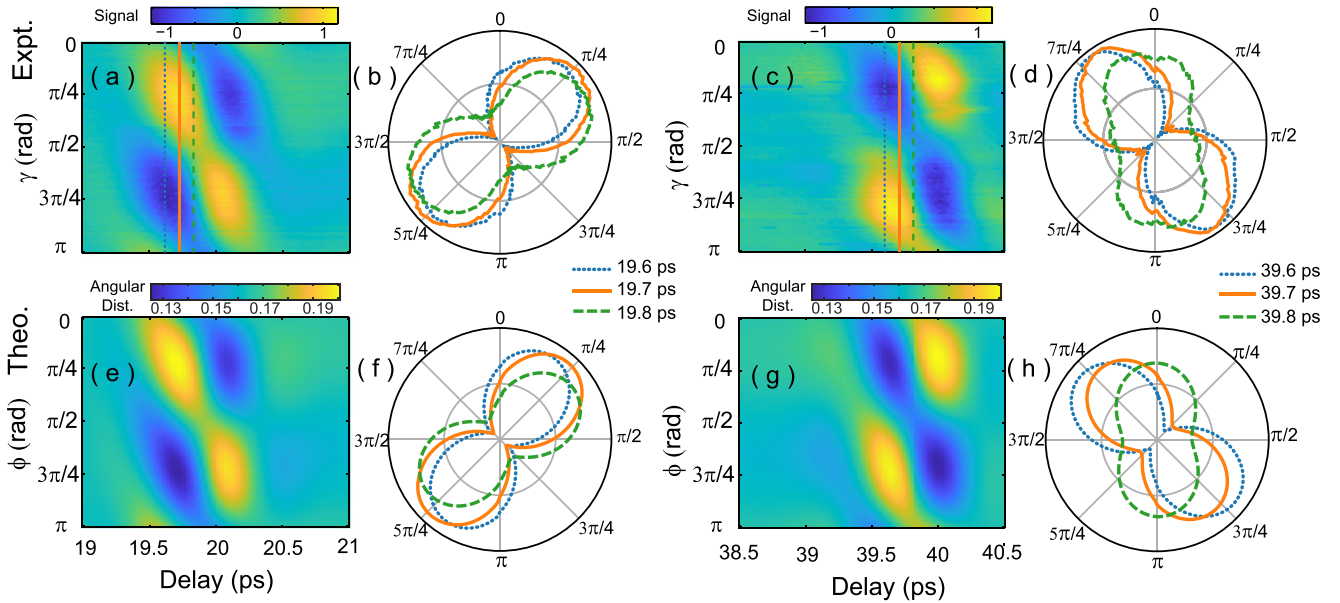 Signal
−1 0 1
Signal
−1 0 1
Expt.
γ (rad)
0
π/4
π/2
3π/4
π
( a )
( b )
0
π/4
π/2
3π/4
π
5π/4
3π/2
7π/4
γ (rad)
0
π/4
π/2
3π/4
π
( c )
( d )
0
π/4
π/2
3π/4
π
5π/4
3π/2
7π/4
19.6 ps
19.7 ps
19.8 ps
39.6 ps
39.7 ps
39.8 ps
Angular
Dist.
0.13 0.15 0.17 0.19
Angular
Dist.
0.13 0.15 0.17 0.19
Theo.
ϕ (rad)
0
π/4
π/2
3π/4
π
( e )
19 19.5 20 20.5 21
Delay (ps)
( f )
0
π/4
π/2
3π/4
π
5π/4
3π/2
7π/4
ϕ (rad)
0
π/4
π/2
3π/4
π
( g )
38.5 39 39.5 40 40.5
Delay (ps)
( h )
0
π/4
π/2
3π/4
π
5π/4
3π/2
7π/4